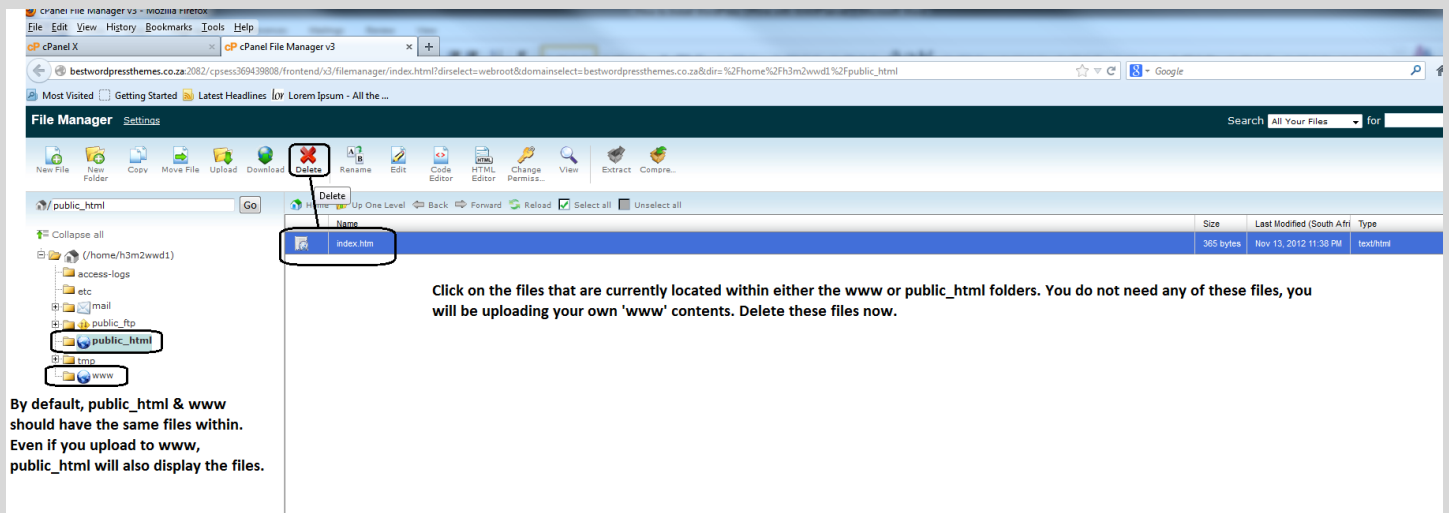 cPanel File Manager v3 - Mozilla Firefox
File Edit View History Bookmarks Tools Help
cP cPanel X × cP cPanel File Manager v3 × +
bestwordpressthemes.co.za:2082/cpsess369439808/frontend/x3/filemanager/index.html?dirselect=webroot&domainselect=bestwordpressthemes.co.za&dir=%2Fhome%2Fh3m2wwd1%2Fpublic_html 8 - Google
Most Visited Getting Started Latest Headlines Lorem Ipsum - All the ...
File Manager Settings Search All Your Files for
New File New Folder Copy Move File Upload Download Delete Rename Edit Code Editor HTML Editor Change Permiss... View Extract Compre..
Delete
/ public_html Go Home Up One Level Back Forward Reload Select all Unselect all
Name Size Last Modified (South Afri Type
Collapse all index.htm 365 bytes Nov 13, 2012 11:38 PM text/html
(/home/h3m2wwd1)
access-logs
etc
mail
public_ftp
public_html
tmp
www
Click on the files that are currently located within either the www or public_html folders. You do not need any of these files, you
will be uploading your own 'www' contents. Delete these files now.
By default, public_html & www
should have the same files within.
Even if you upload to www,
public_html will also display the files.